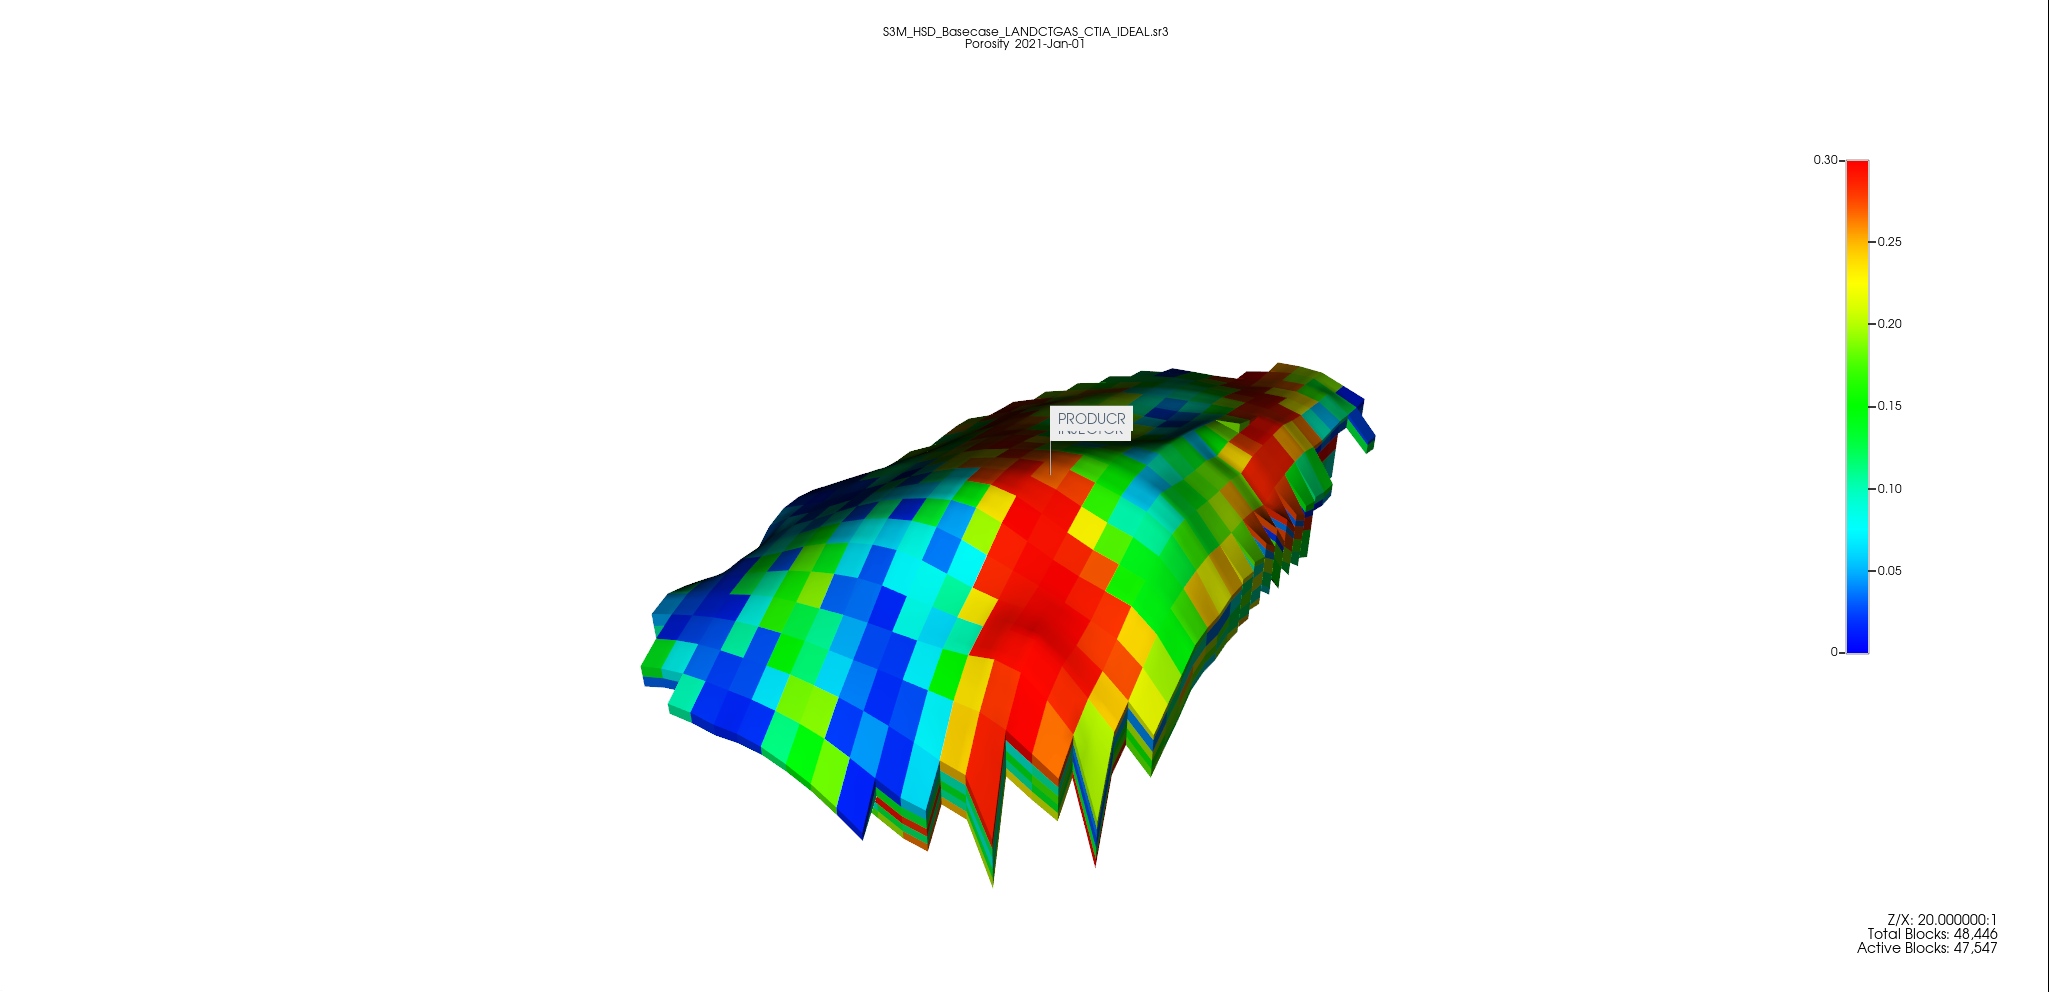 S3M_HSD_Basecase_LANDCTGAS_CTIA_IDEAL.sr3
Porosity 2021-Jan-01
0.30
0.25
0.20
0.15
0.10
0.05
0
PRODUCR
INJECTOR
Z/X: 20.000000:1
Total Blocks: 48,446
Active Blocks: 47,547